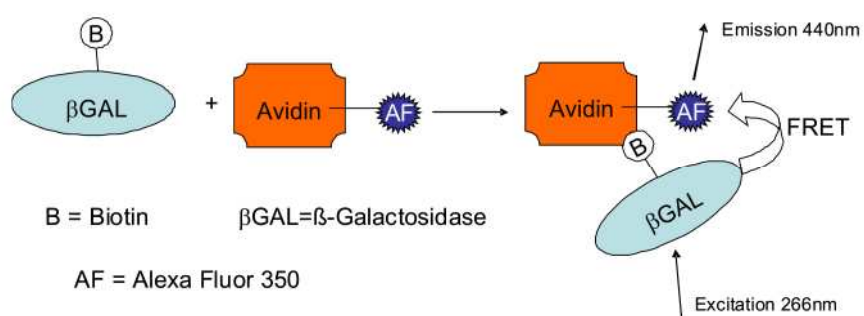 B
βGAL
+
Avidin
AF
Avidin
AF
B
βGAL
Emission 440nm
FRET
Excitation 266nm
B = Biotin
βGAL=ß-Galactosidase
AF = Alexa Fluor 350